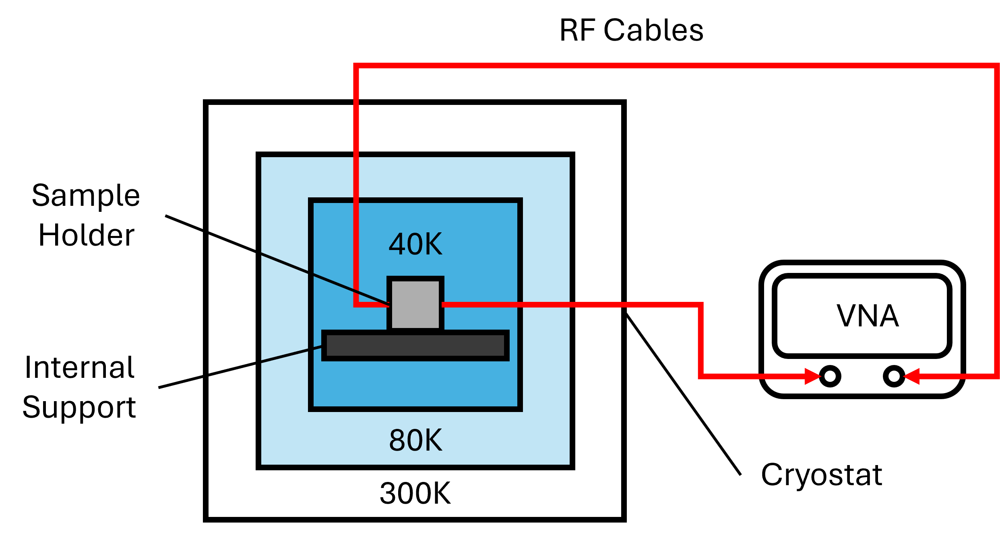 RF Cables
Sample
Holder
40K
VNA
Internal
Support
80K
Cryostat
300K